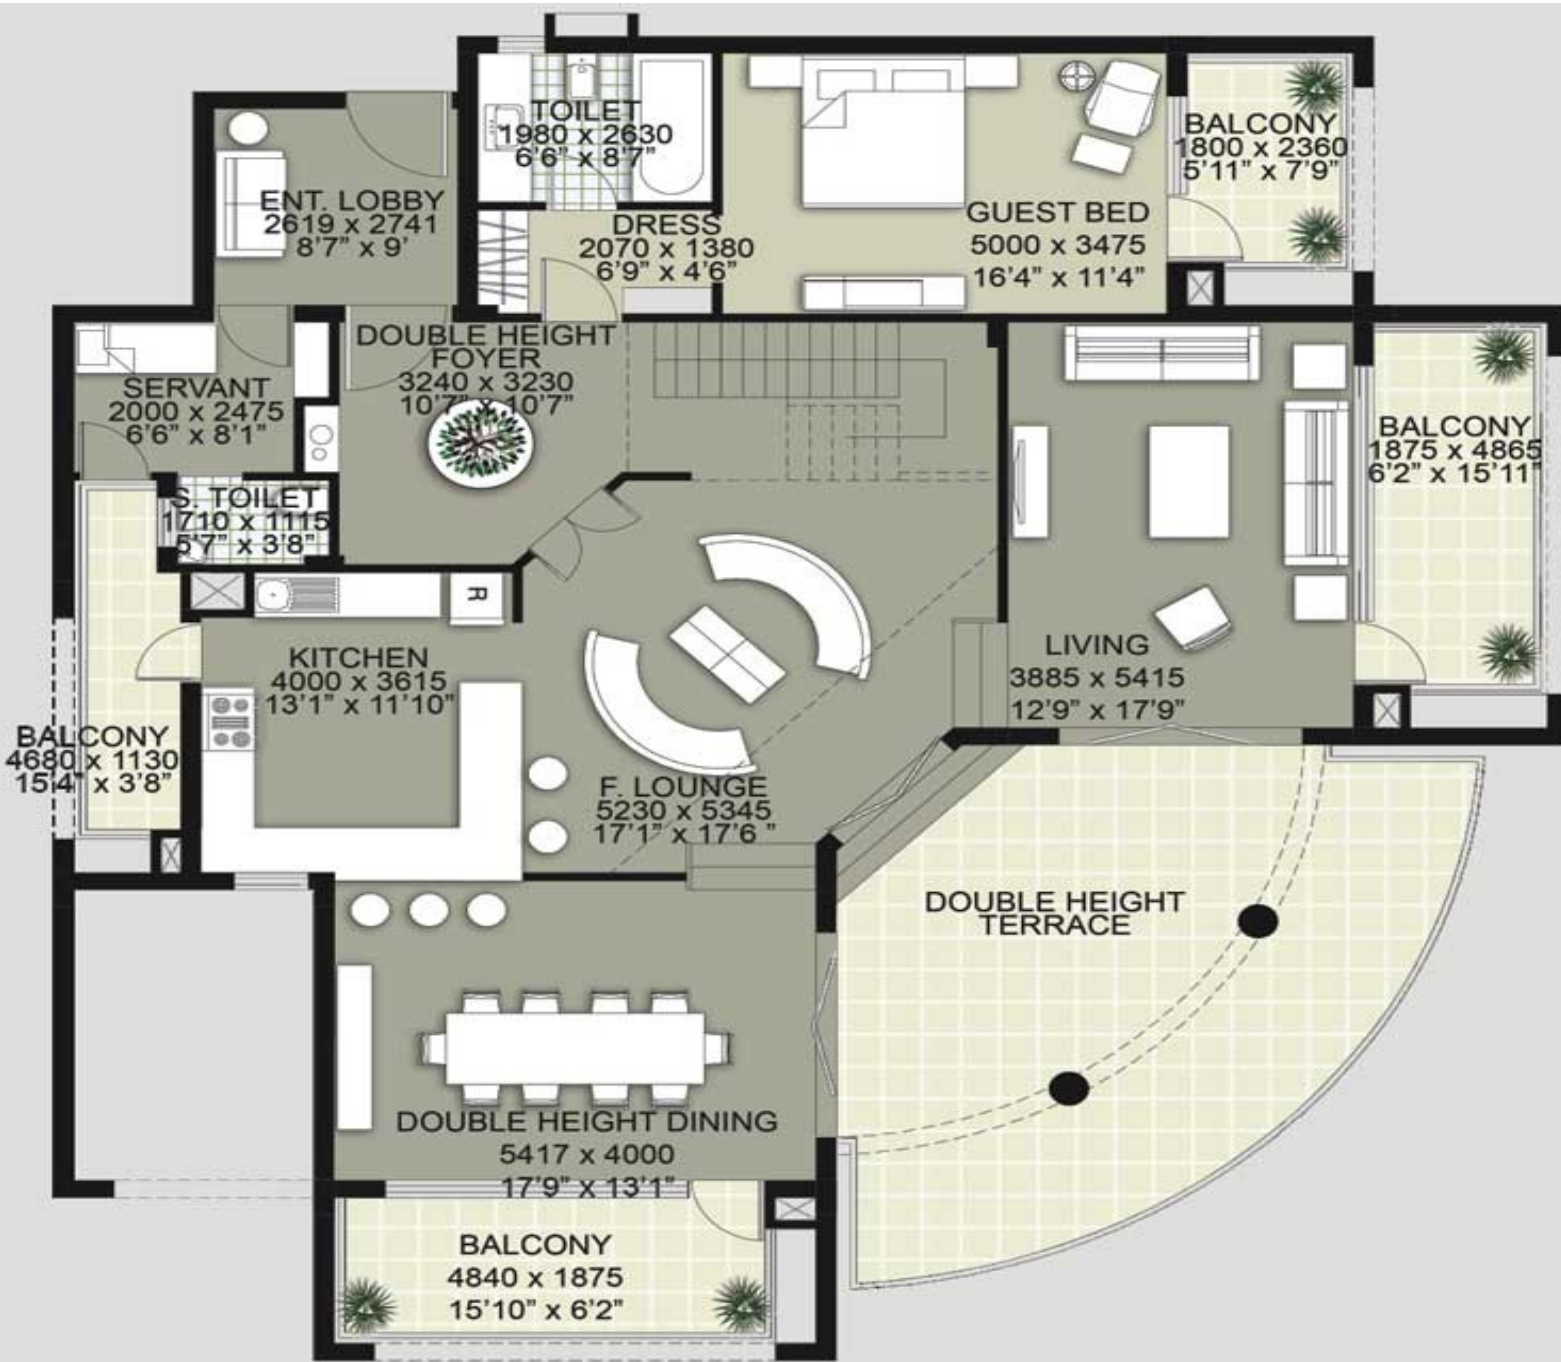 TOILET
1980 x 2630
6'6" x 8'7"
BALCONY
1800 x 2360
5'11" x 7'9"
ENT. LOBBY
2619 x 2741
8'7" x 9'
DRESS
2070 x 1380
6'9" x 4'6"
GUEST BED
5000 x 3475
16'4" x 11'4"
DOUBLE HEIGHT
FOYER
3240 x 3230
10'7" x 10'7"
SERVANT
2000 x 2475
6'6" x 8'1"
BALCONY
1875 x 4865
6'2" x 15'11"
S. TOILET
1710 x 1115
5'7" x 3'8"
R
KITCHEN
4000 x 3615
13'1" x 11'10"
LIVING
3885 x 5415
12'9" x 17'9"
BALCONY
4680 x 1130
15'4" x 3'8"
F. LOUNGE
5230 x 5345
17'1" x 17'6 "
DOUBLE HEIGHT
TERRACE
DOUBLE HEIGHT DINING
5417 x 4000
17'9" x 13'1"
BALCONY
4840 x 1875
15'10" x 6'2"